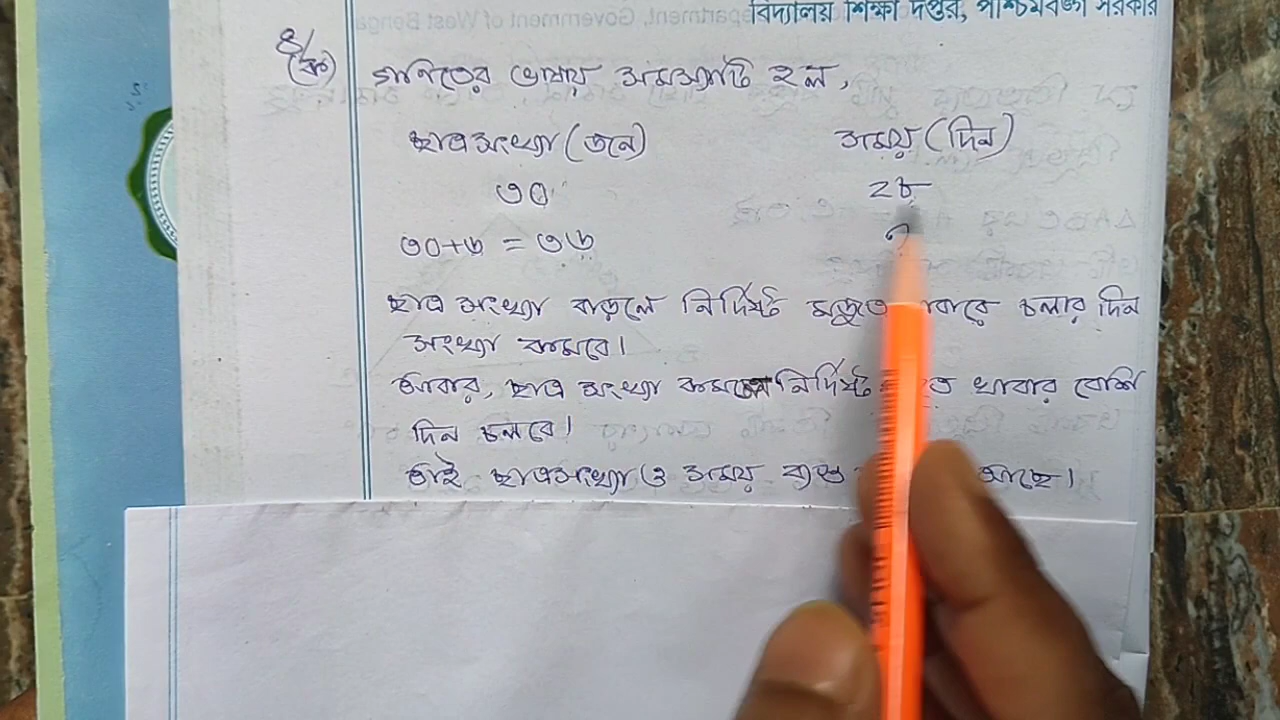 বিদ্যালয় শিক্ষা দপ্তর, পশ্চিমবঙ্গ সরকার
৪/(ক) গণিতের ভাষায় সমস্যাটি হল,
ছাত্রসংখ্যা (জনে) সময় (দিন)
৩০ ২৮
৩০+৬ = ৩৬ ?
ছাত্র সংখ্যা বাড়লে নির্দিষ্ট মজুত চলার দিন
সংখ্যা কমবে।
আবার, ছাত্র সংখ্যা কমলে নির্দিষ্ট খাবার বেশি
দিন চলবে।
তাই ছাত্রসংখ্যা ও সময় ব্যস্ত আছে।